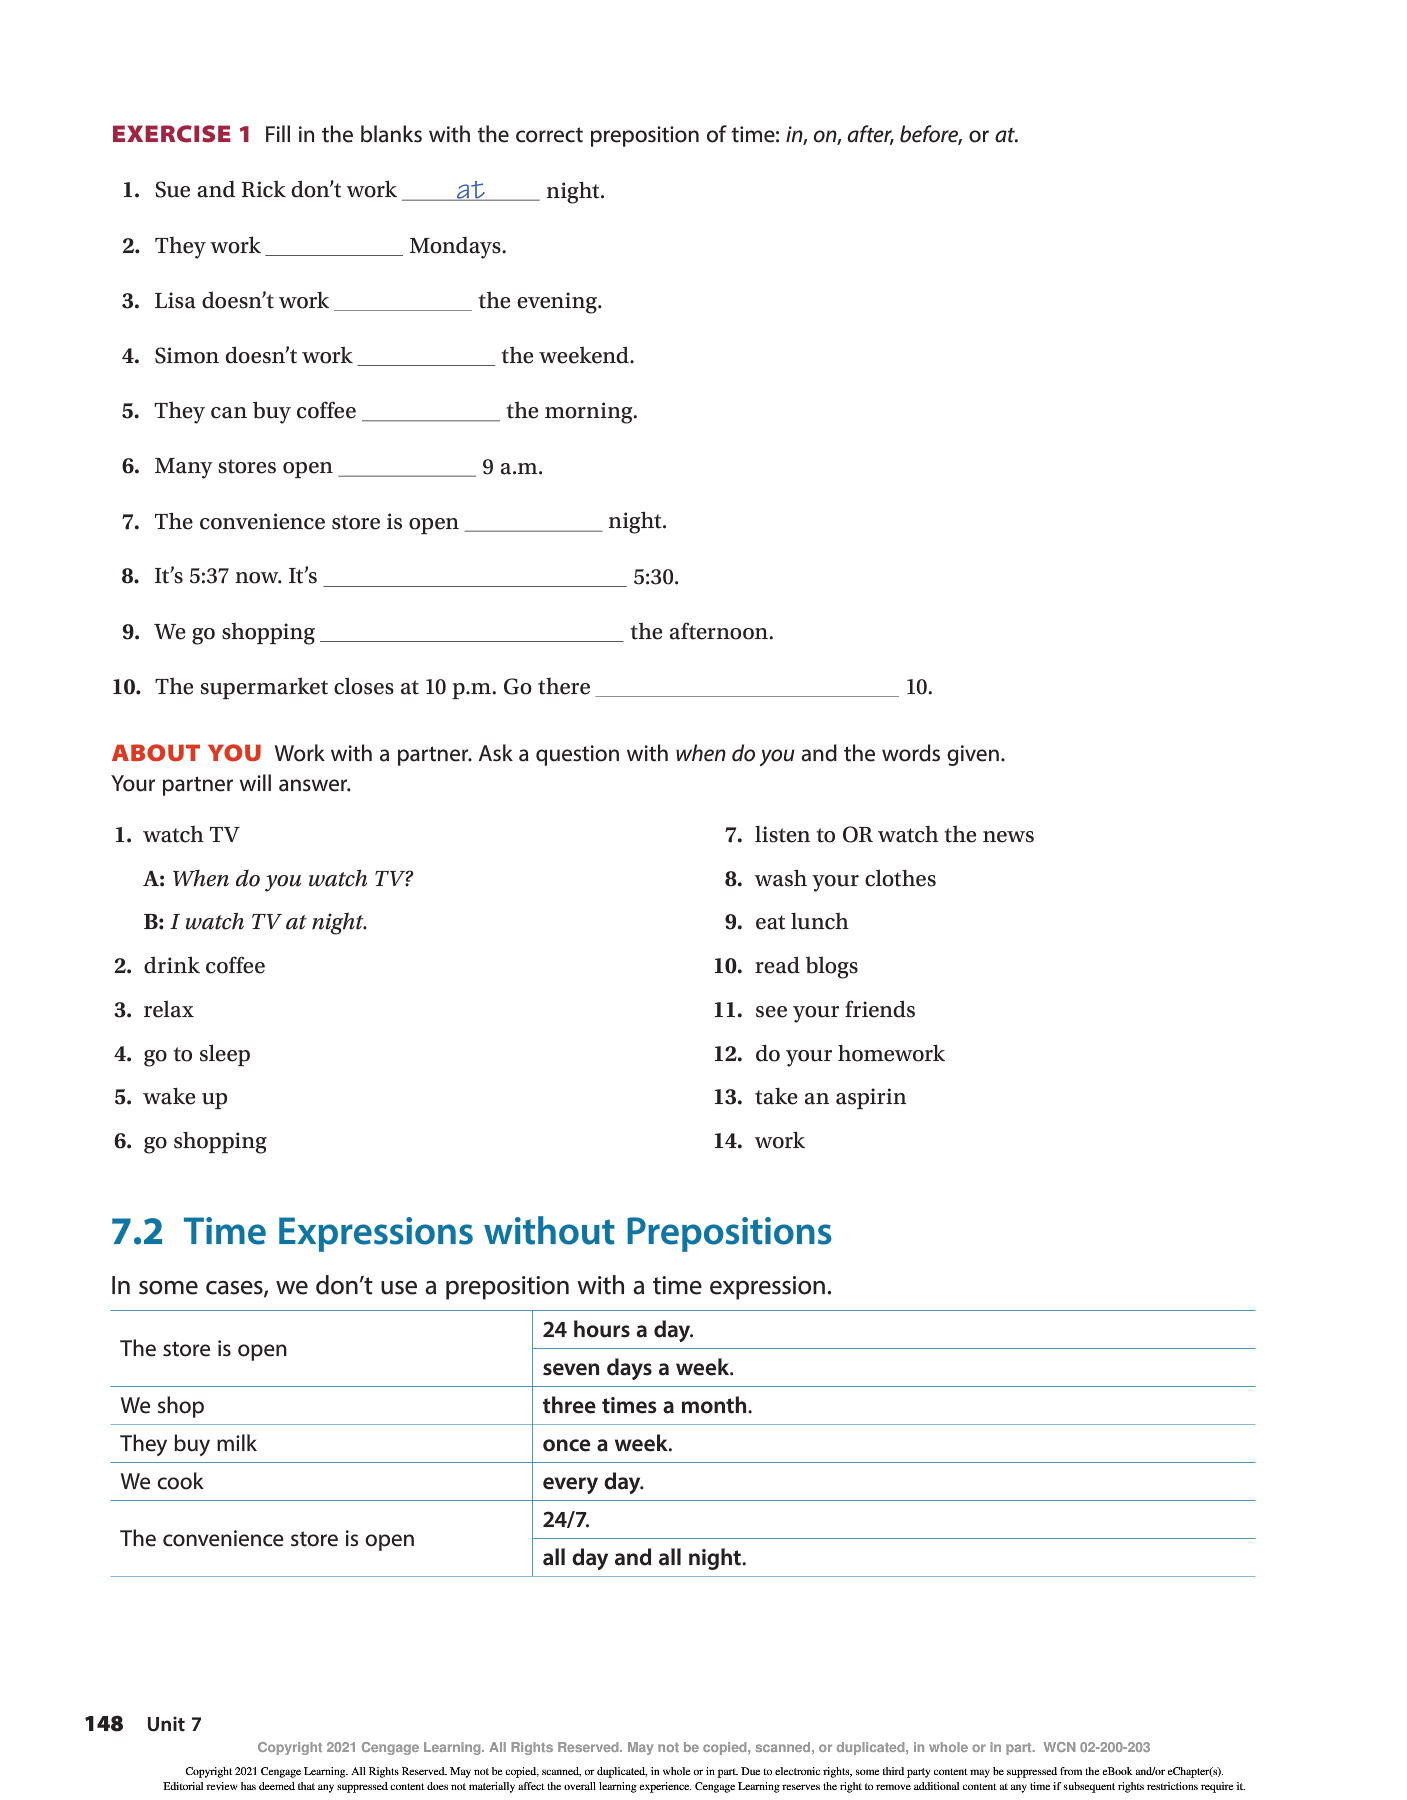 EXERCISE 1 Fill in the blanks with the correct preposition of time: in, on, after, before, or at.
1. Sue and Rick don't work at night.
2. They work ____________ Mondays.
3. Lisa doesn't work ____________ the evening.
4. Simon doesn't work ____________ the weekend.
5. They can buy coffee ____________ the morning.
6. Many stores open ____________ 9 a.m.
7. The convenience store is open ____________ night.
8. It's 5:37 now. It's ____________ 5:30.
9. We go shopping ____________ the afternoon.
10. The supermarket closes at 10 p.m. Go there ____________ 10.
ABOUT YOU Work with a partner. Ask a question with when do you and the words given.
Your partner will answer.
1. watch TV
A: When do you watch TV?
B: I watch TV at night.
2. drink coffee
3. relax
4. go to sleep
5. wake up
6. go shopping
7. listen to OR watch the news
8. wash your clothes
9. eat lunch
10. read blogs
11. see your friends
12. do your homework
13. take an aspirin
14. work
7.2 Time Expressions without Prepositions
In some cases, we don't use a preposition with a time expression.
The store is open
24 hours a day.
seven days a week.
We shop three times a month.
They buy milk once a week.
We cook every day.
The convenience store is open
24/7.
all day and all night.
148 Unit 7
Copyright 2021 Cengage Learning. All Rights Reserved. May not be copied, scanned, or duplicated, in whole or in part. WCN 02-200-203
Copyright 2021 Cengage Learning. All Rights Reserved. May not be copied, scanned, or duplicated, in whole or in part. Due to electronic rights, some third party content may be suppressed from the eBook and/or eChapter(s).
Editorial review has deemed that any suppressed content does not materially affect the overall learning experience. Cengage Learning reserves the right to remove additional content at any time if subsequent rights restrictions require it.